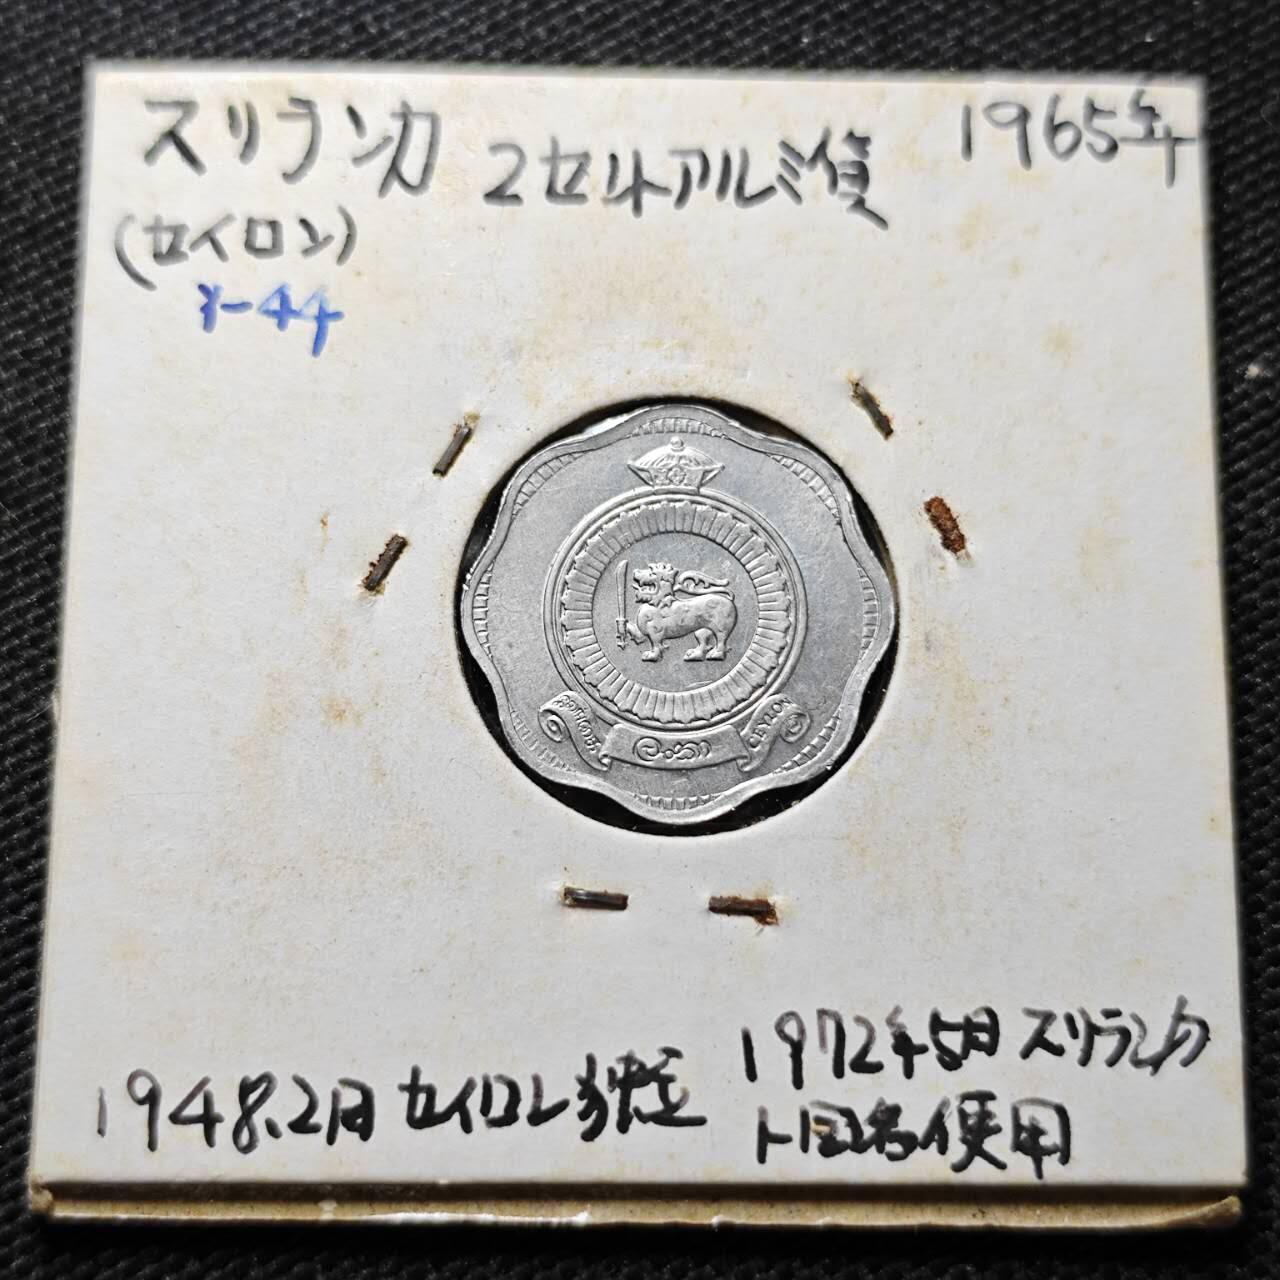 スリランカ 2セントアルミ貨 1965年
(セイロン)
Y-44
ලංකා
CEYLON
1948.2月 セイロン独立
1972年5月 スリランカ
ト国名使用